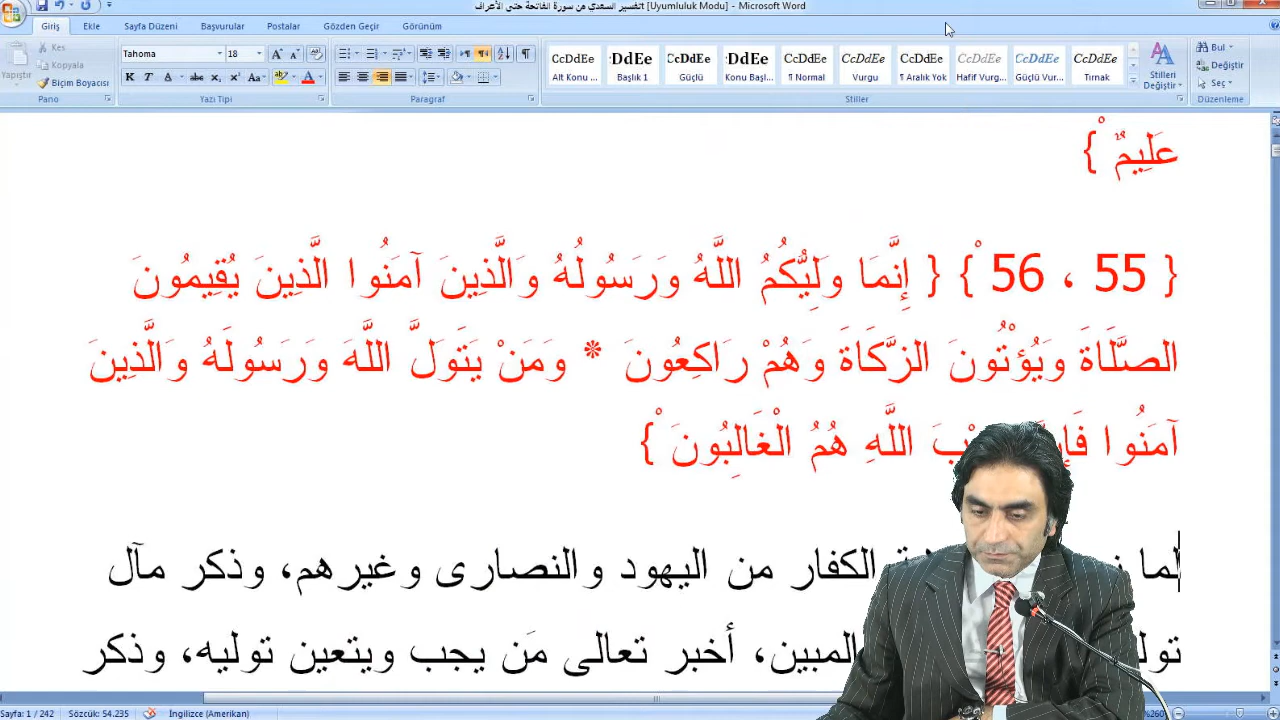 تفسير السعدي من سورة الفاتحة حتى الأعراف [Uyumluluk Modu] - Microsoft Word
Giriş Ekle Sayfa Düzeni Başvurular Postalar Gözden Geçir Görünüm
Yapıştır
Kes
Kopyala
Biçim Boyacısı
Pano
Tahoma 18
Yazı Tipi
Paragraf
CcDdEe DdEe CcDdEe DdEe CcDdEe CcDdEe CcDdEe CcDdEe CcDdEe CcDdEe
Alt Konu ... Başlık 1 Güçlü Konu Başl... ¶ Normal Vurgu ¶ Aralık Yok Hafif Vurg... Güçlü Vur... Tırnak
Stiller
Stilleri Değiştir
Bul
Değiştir
Seç
Düzenleme
عَلِيمٌ }
{ 55 ، 56 } { إِنَّمَا وَلِيُّكُمُ اللَّهُ وَرَسُولُهُ وَالَّذِينَ آمَنُوا الَّذِينَ يُقِيمُونَ
الصَّلَاةَ وَيُؤْتُونَ الزَّكَاةَ وَهُمْ رَاكِعُونَ * وَمَنْ يَتَوَلَّ اللَّهَ وَرَسُولَهُ وَالَّذِينَ
آمَنُوا اللَّهِ هُمُ الْغَالِبُونَ }
لما الكفار من اليهود والنصارى وغيرهم، وذكر مآل
المبين، أخبر تعالى مَن يجب ويتعين توليه، وذكر
Sayfa: 1 / 242 Sözcük: 54.235 İngilizce (Amerikan) %260